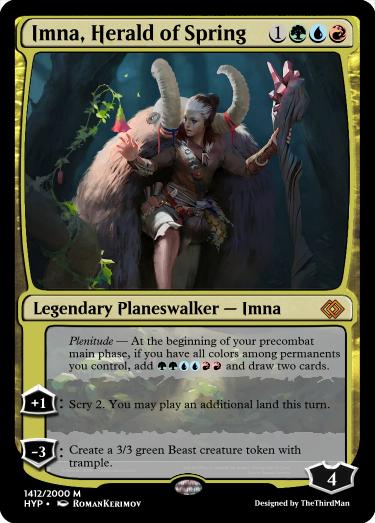 Imna, Herald of Spring 1
Legendary Planeswalker — Imna
Plenitude — At the beginning of your precombat
main phase, if you have all colors among permanents
you control, add and draw two cards.
+1: Scry 2. You may play an additional land this turn.
-3: Create a 3/3 green Beast creature token with
trample.
4
1412/2000 M
HYP • RomanKerimov
Designed by TheThirdMan